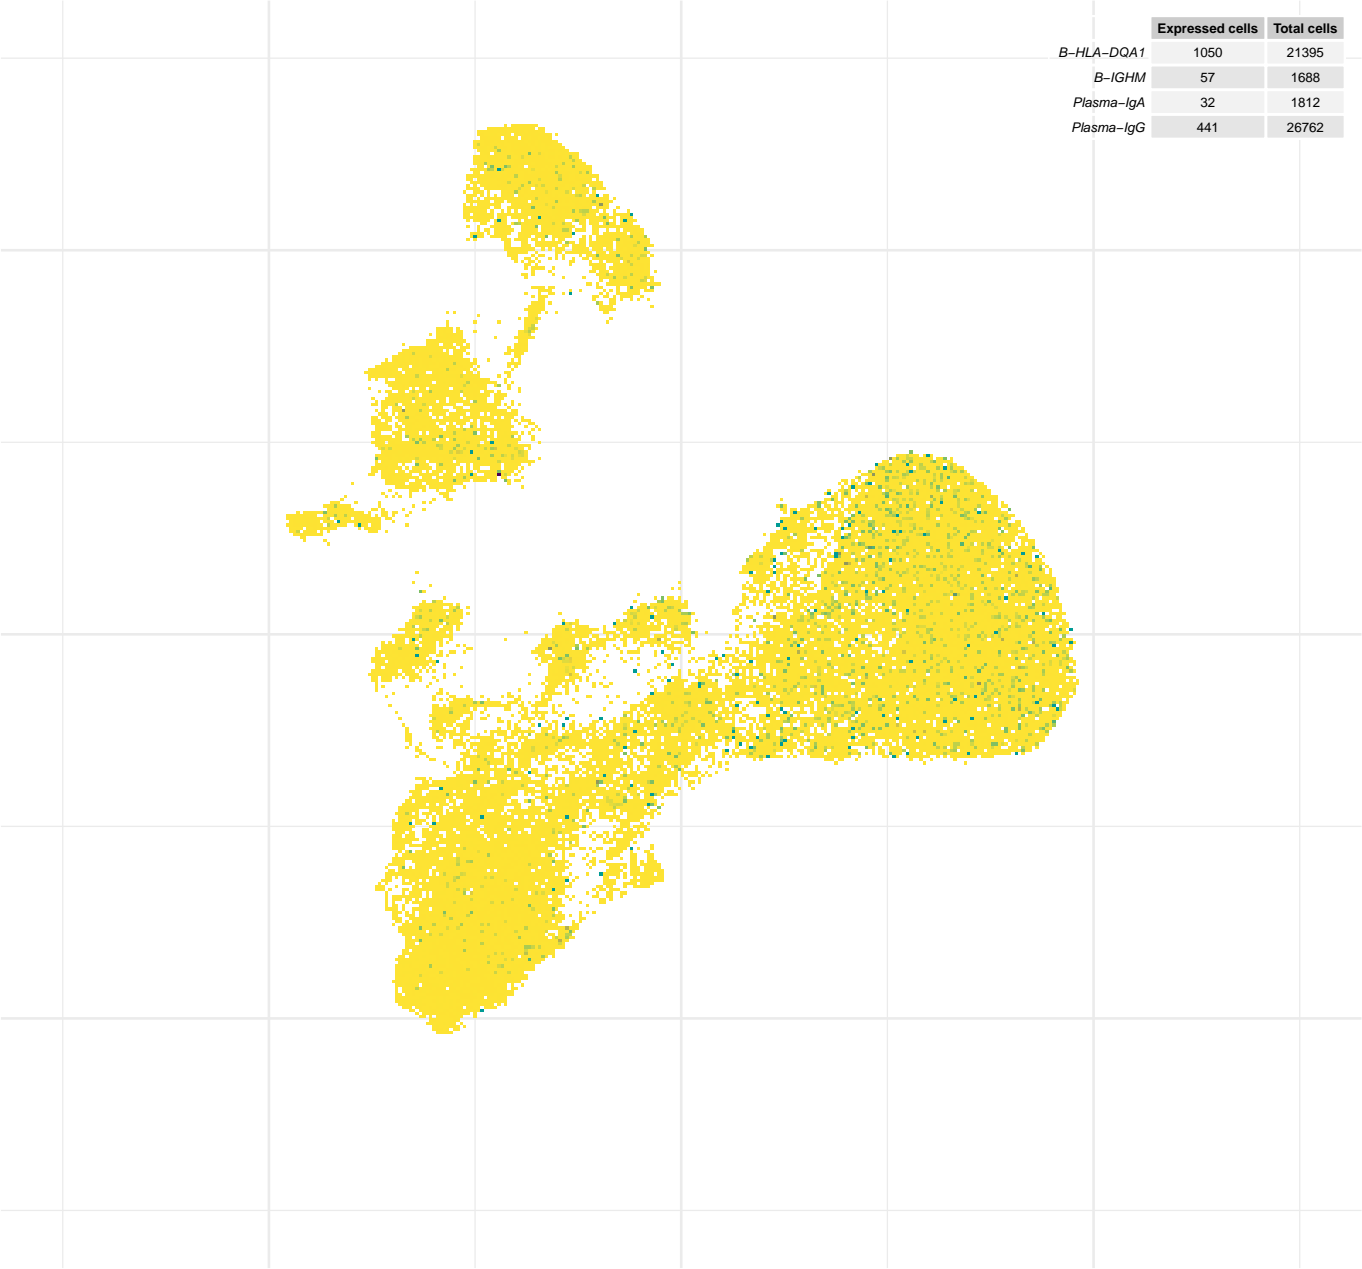 Expressed cells Total cells
B−HLA−DQA1 1050 21395
B−IGHM 57 1688
Plasma−IgA 32 1812
Plasma−IgG 441 26762